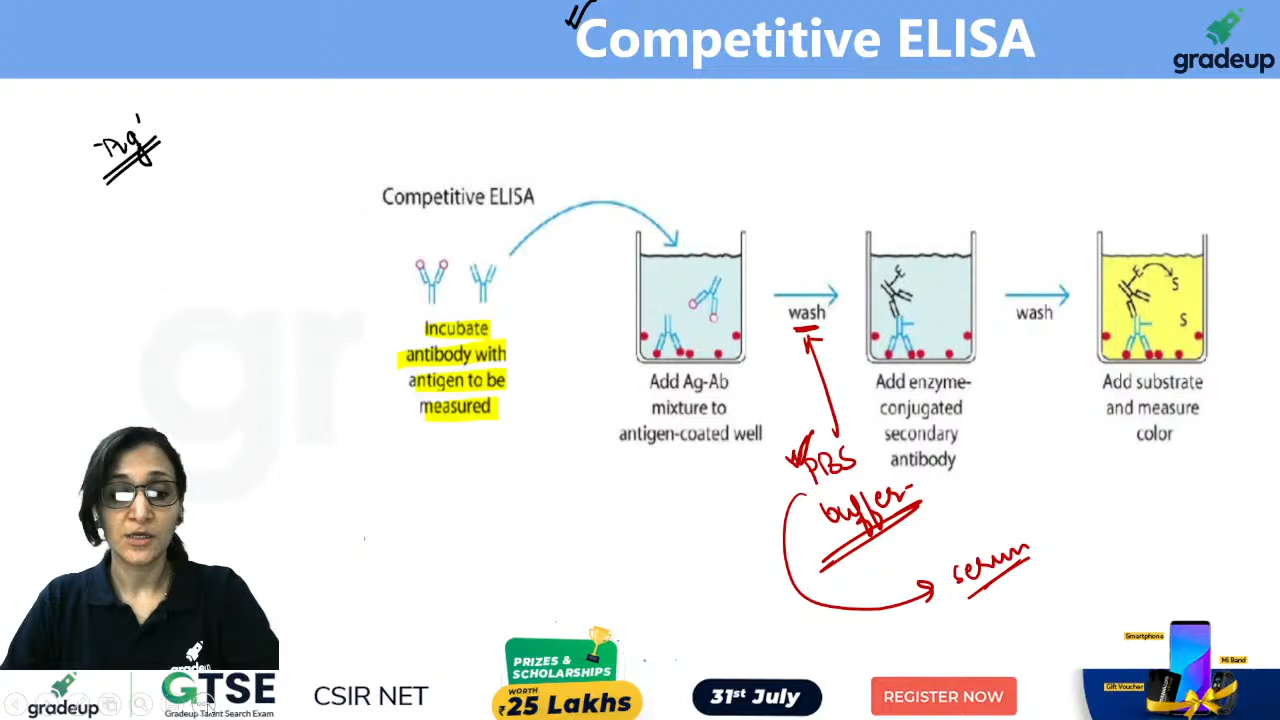 Competitive ELISA
gradeup
Ag
Competitive ELISA
Incubate
antibody with
antigen to be
measured
Add Ag-Ab
mixture to
antigen-coated well
wash
E
Add enzyme-
conjugated
secondary
antibody
wash
E
S
S
Add substrate
and measure
color
PBS
buffer
serum
gr
gradeup
gradeup
GTSE
Gradeup Talent Search Exam
CSIR NET
PRIZES &
SCHOLARSHIPS
WORTH
₹25 Lakhs
31st July
REGISTER NOW
Smartphone
Mi Band
Gift Voucher